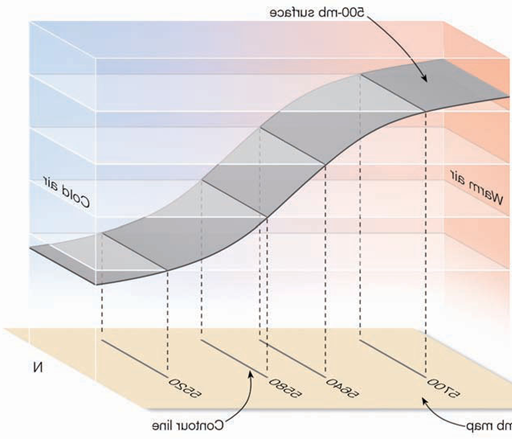 500-mb surface
Cold air
Warm air
N
5520
5580
5640
5700
Contour line
mb map